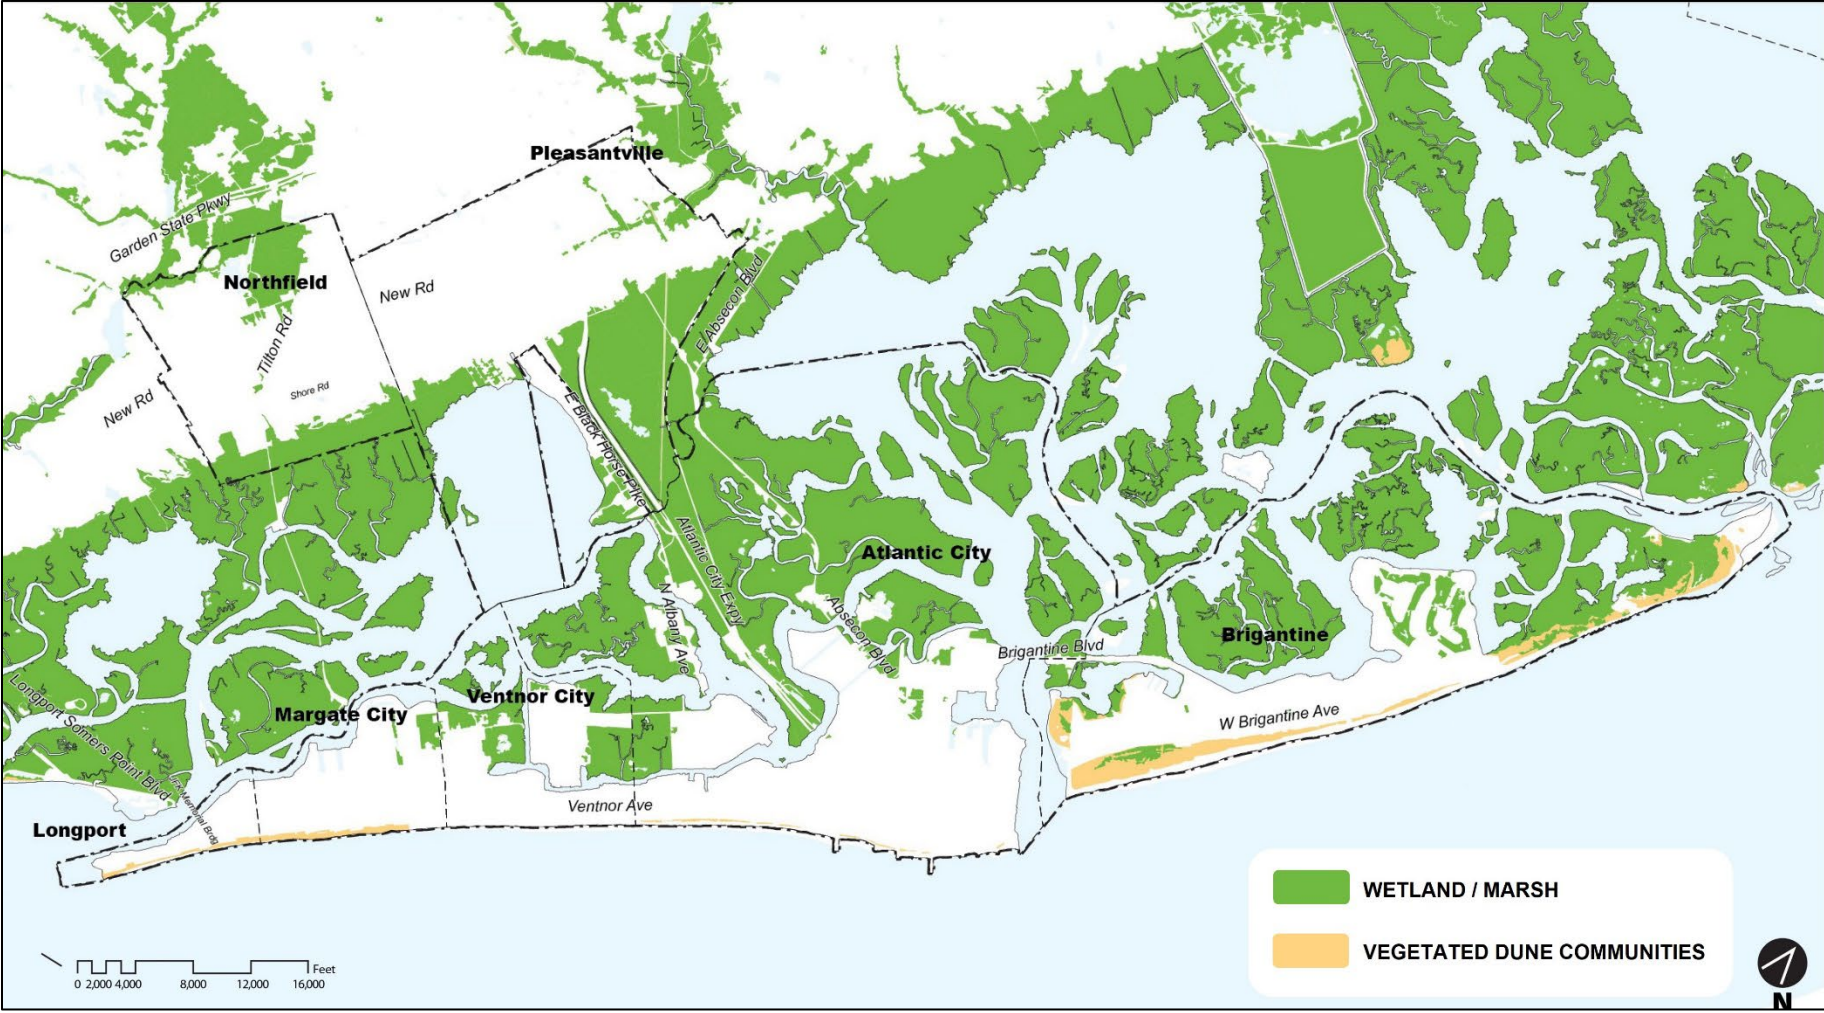 Pleasantville
Garden State Pkwy
Northfield
New Rd
E Absecon Blvd
Tilton Rd
Shore Rd
New Rd
E Black Horse Pike
Atlantic City Expy
Atlantic City
N Albany Ave
Absecon Blvd
Brigantine Blvd
Brigantine
Longport Somers Point Blvd
Margate City
Ventnor City
W Brigantine Ave
JFK Memorial Brdg
Ventnor Ave
Longport
WETLAND / MARSH
VEGETATED DUNE COMMUNITIES
Feet
0 2,000 4,000 8,000 12,000 16,000
N